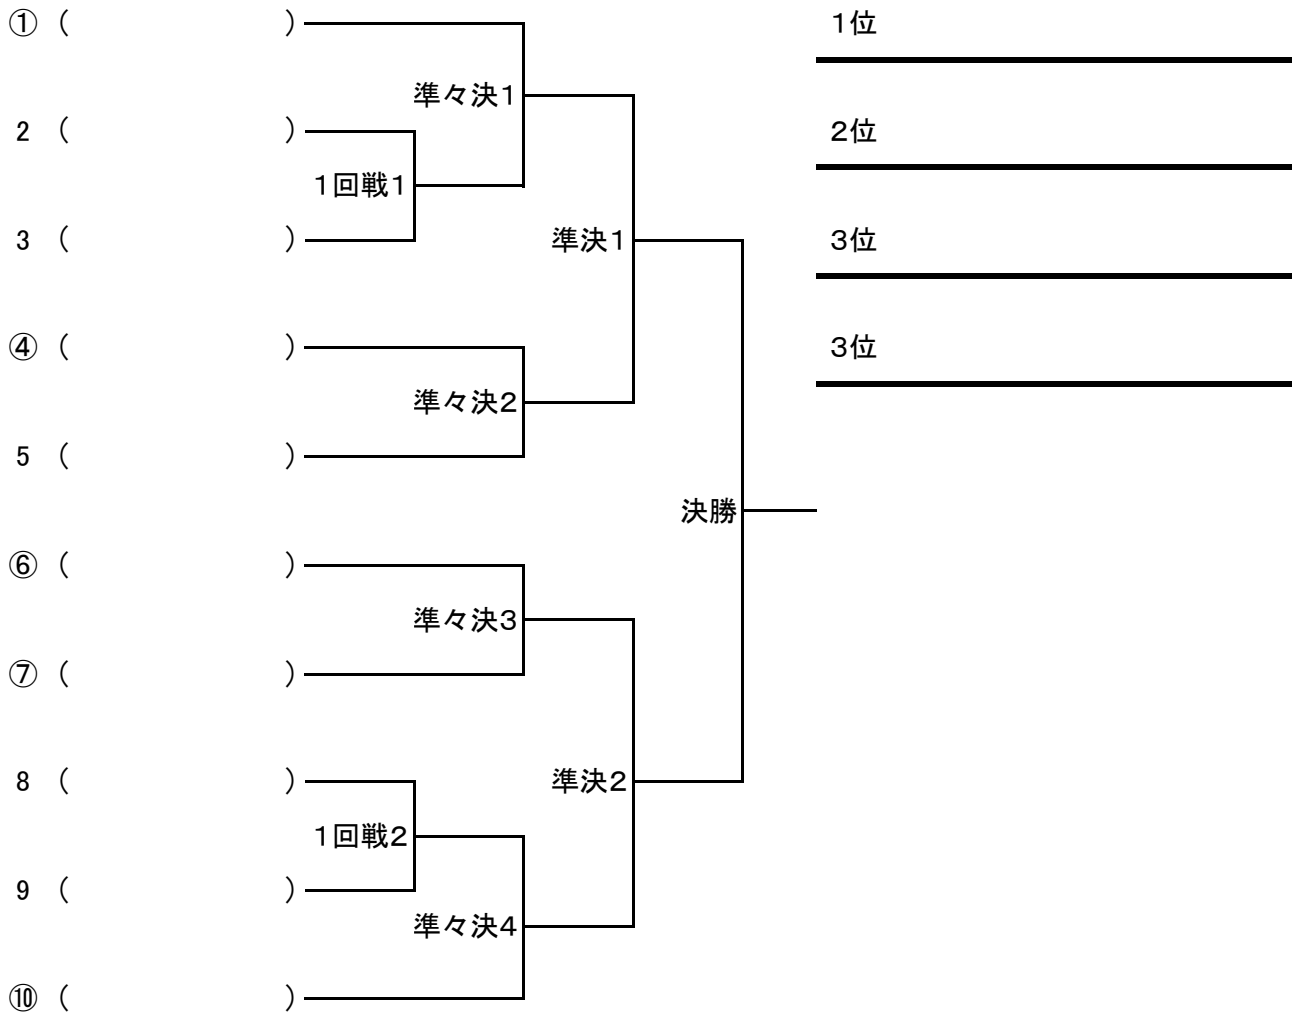 ① (　　　　)
準々決1
2 (　　　　)
1回戦1
3 (　　　　)
準決1
④ (　　　　)
準々決2
5 (　　　　)
決勝
⑥ (　　　　)
準々決3
⑦ (　　　　)
8 (　　　　)
準決2
1回戦2
9 (　　　　)
準々決4
⑩ (　　　　)
1位
2位
3位
3位